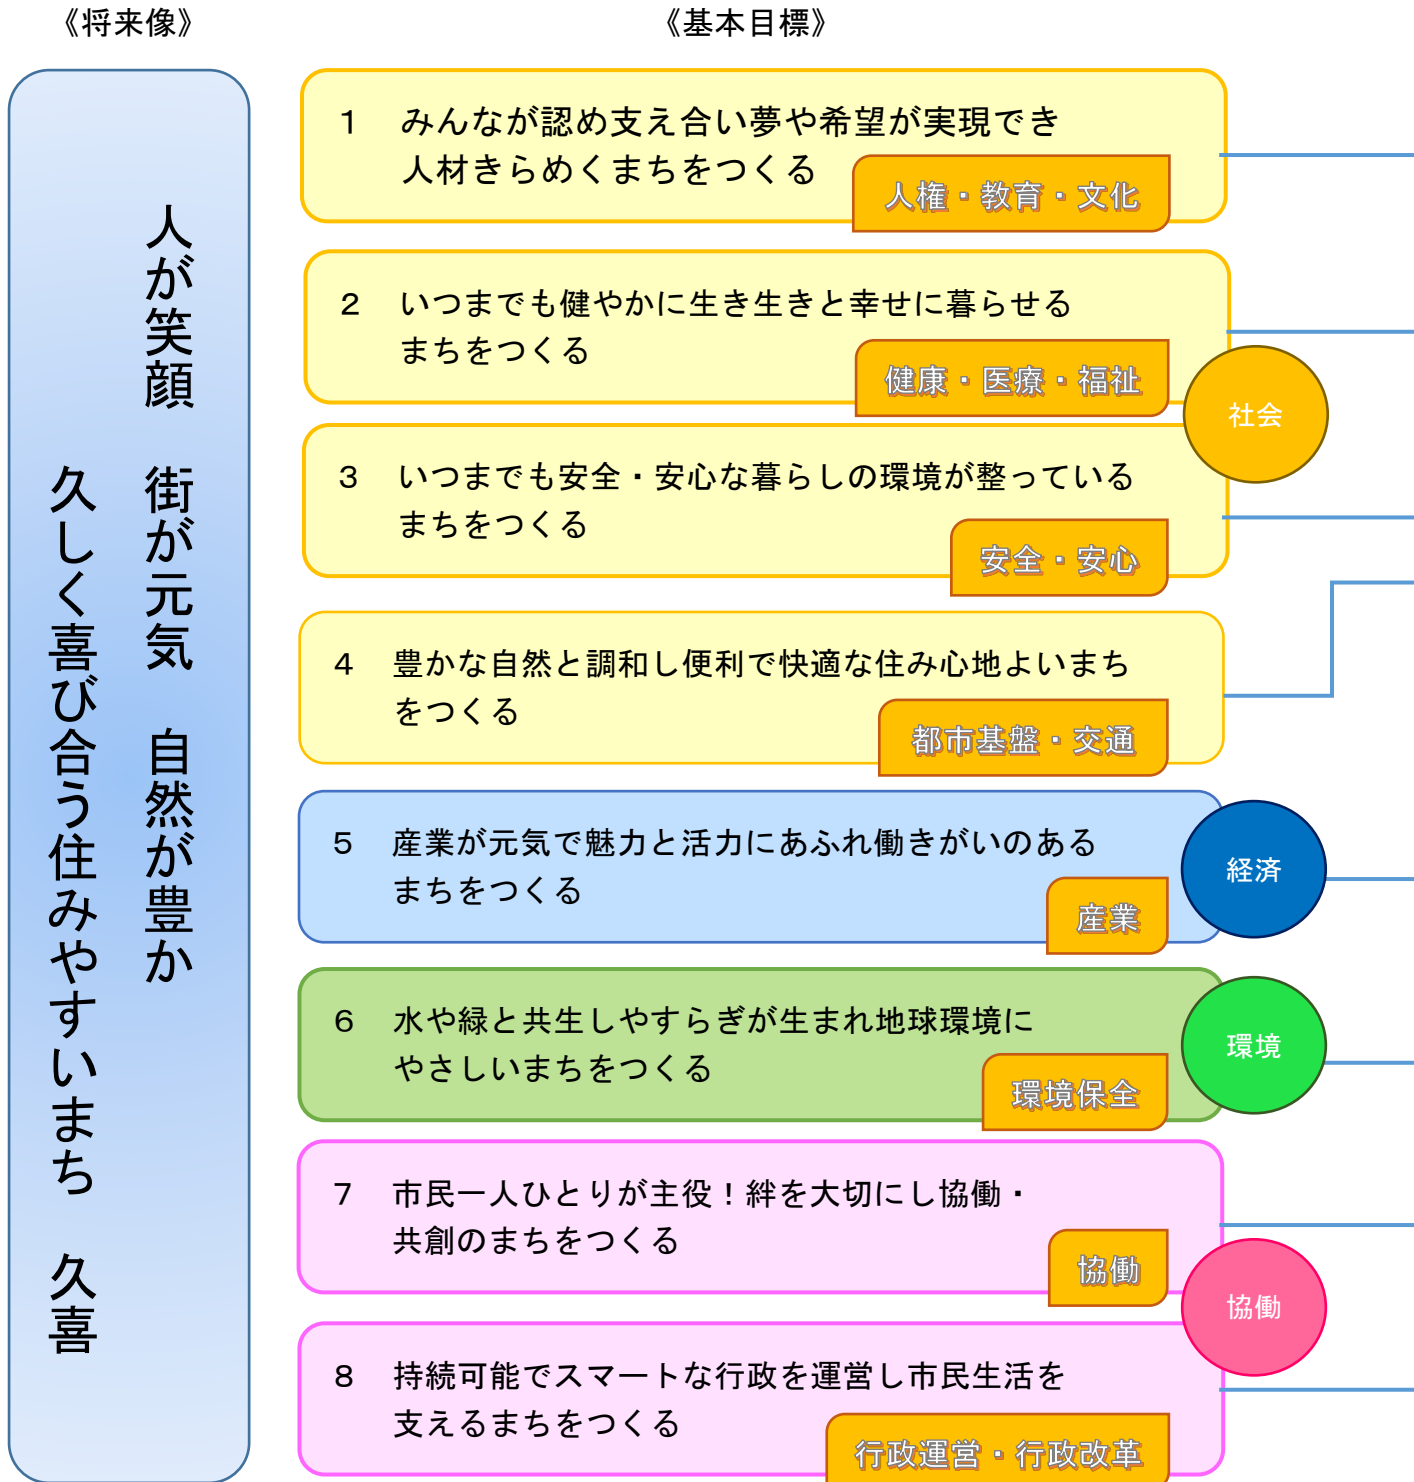 《将来像》
《基本目標》
人が笑顔　街が元気　自然が豊か
久しく喜び合う住みやすいまち　久喜
1　みんなが認め支え合い夢や希望が実現でき
人材きらめくまちをつくる
人権・教育・文化
2　いつまでも健やかに生き生きと幸せに暮らせる
まちをつくる
健康・医療・福祉
社会
3　いつまでも安全・安心な暮らしの環境が整っている
まちをつくる
安全・安心
4　豊かな自然と調和し便利で快適な住み心地よいまち
をつくる
都市基盤・交通
5　産業が元気で魅力と活力にあふれ働きがいのある
まちをつくる
産業
経済
6　水や緑と共生しやすらぎが生まれ地球環境に
やさしいまちをつくる
環境保全
環境
7　市民一人ひとりが主役！絆を大切にし協働・
共創のまちをつくる
協働
協働
8　持続可能でスマートな行政を運営し市民生活を
支えるまちをつくる
行政運営・行政改革